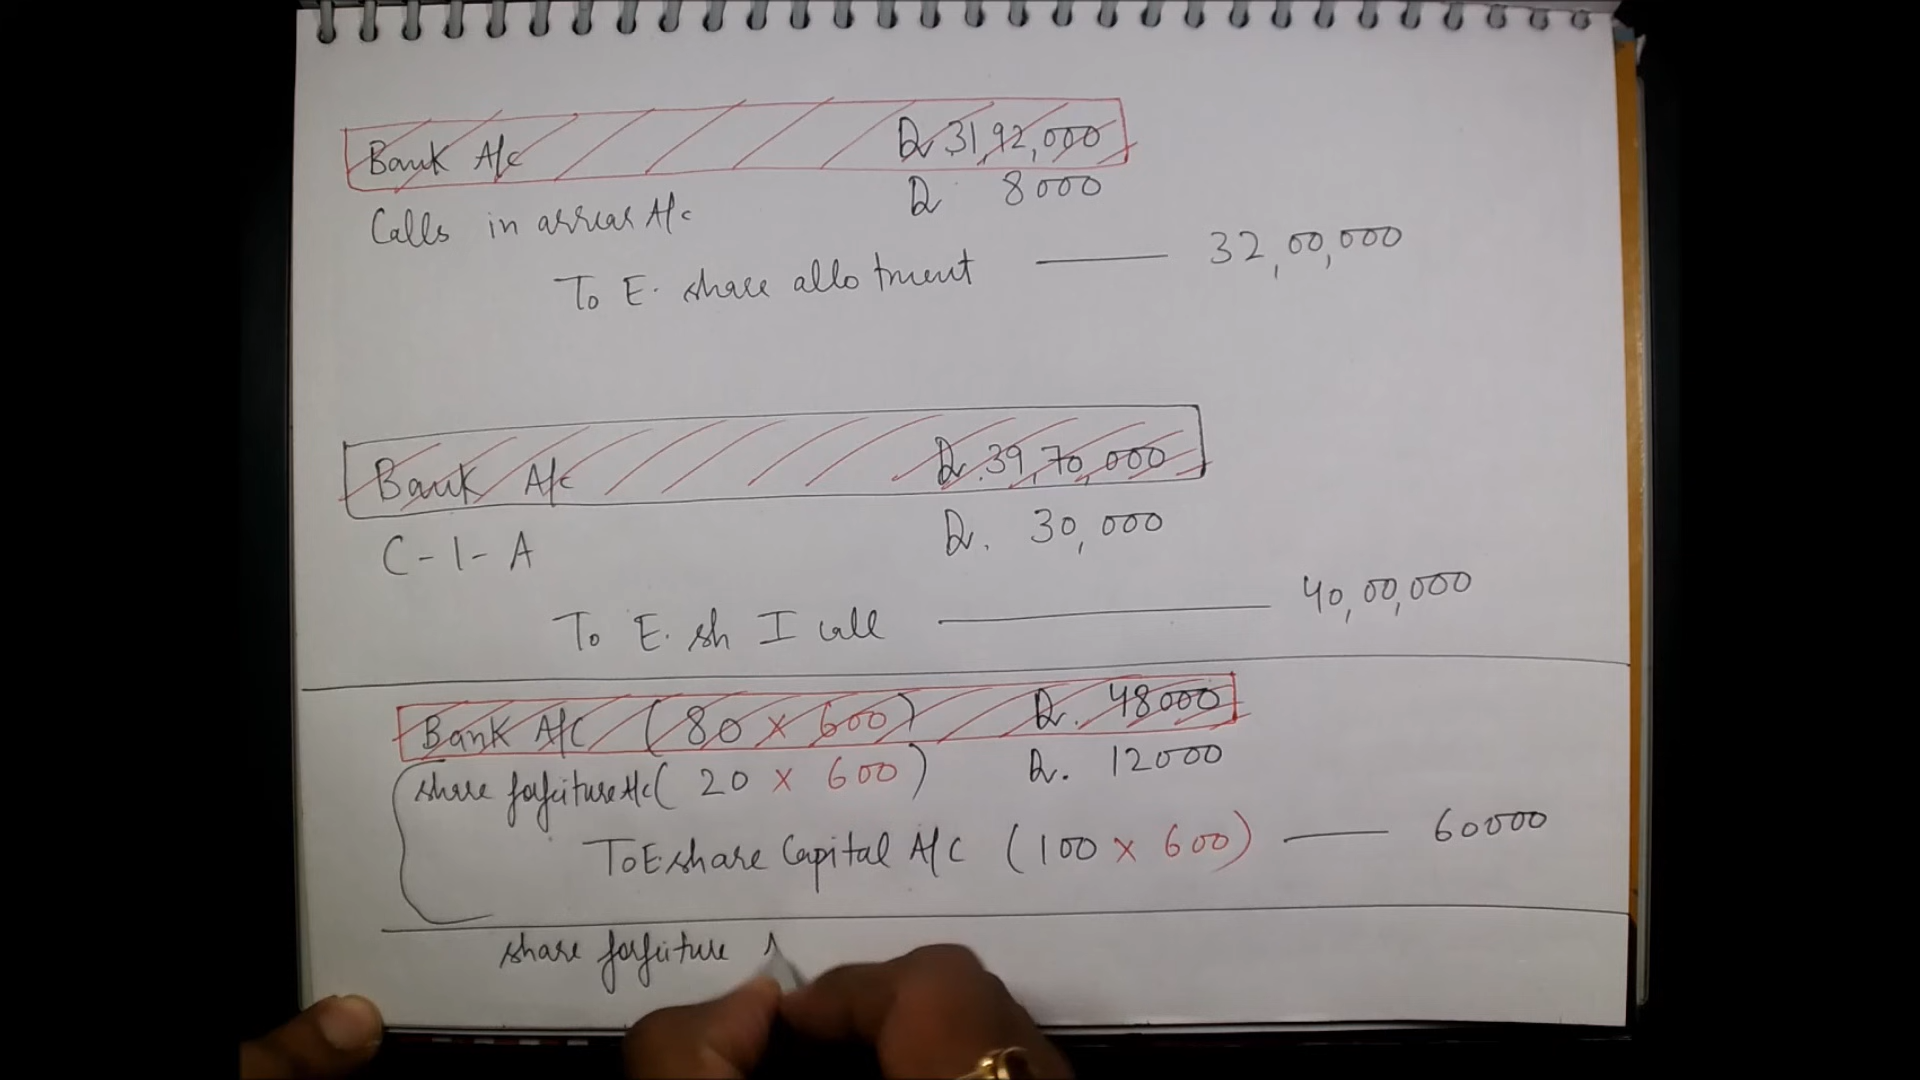 Bank A/c Dr 31,92,000
Calls in arrear A/c Dr. 8000
To E. share allotment —— 32,00,000
Bank A/c Dr. 39,70,000
C-I-A Dr. 30,000
To E. sh I call —— 40,00,000
Bank A/C (80 x 600) Dr. 48000
share forfeiture A/c (20 x 600) Dr. 12000
To E share Capital A/C (100 x 600) —— 60000
share forfeiture A